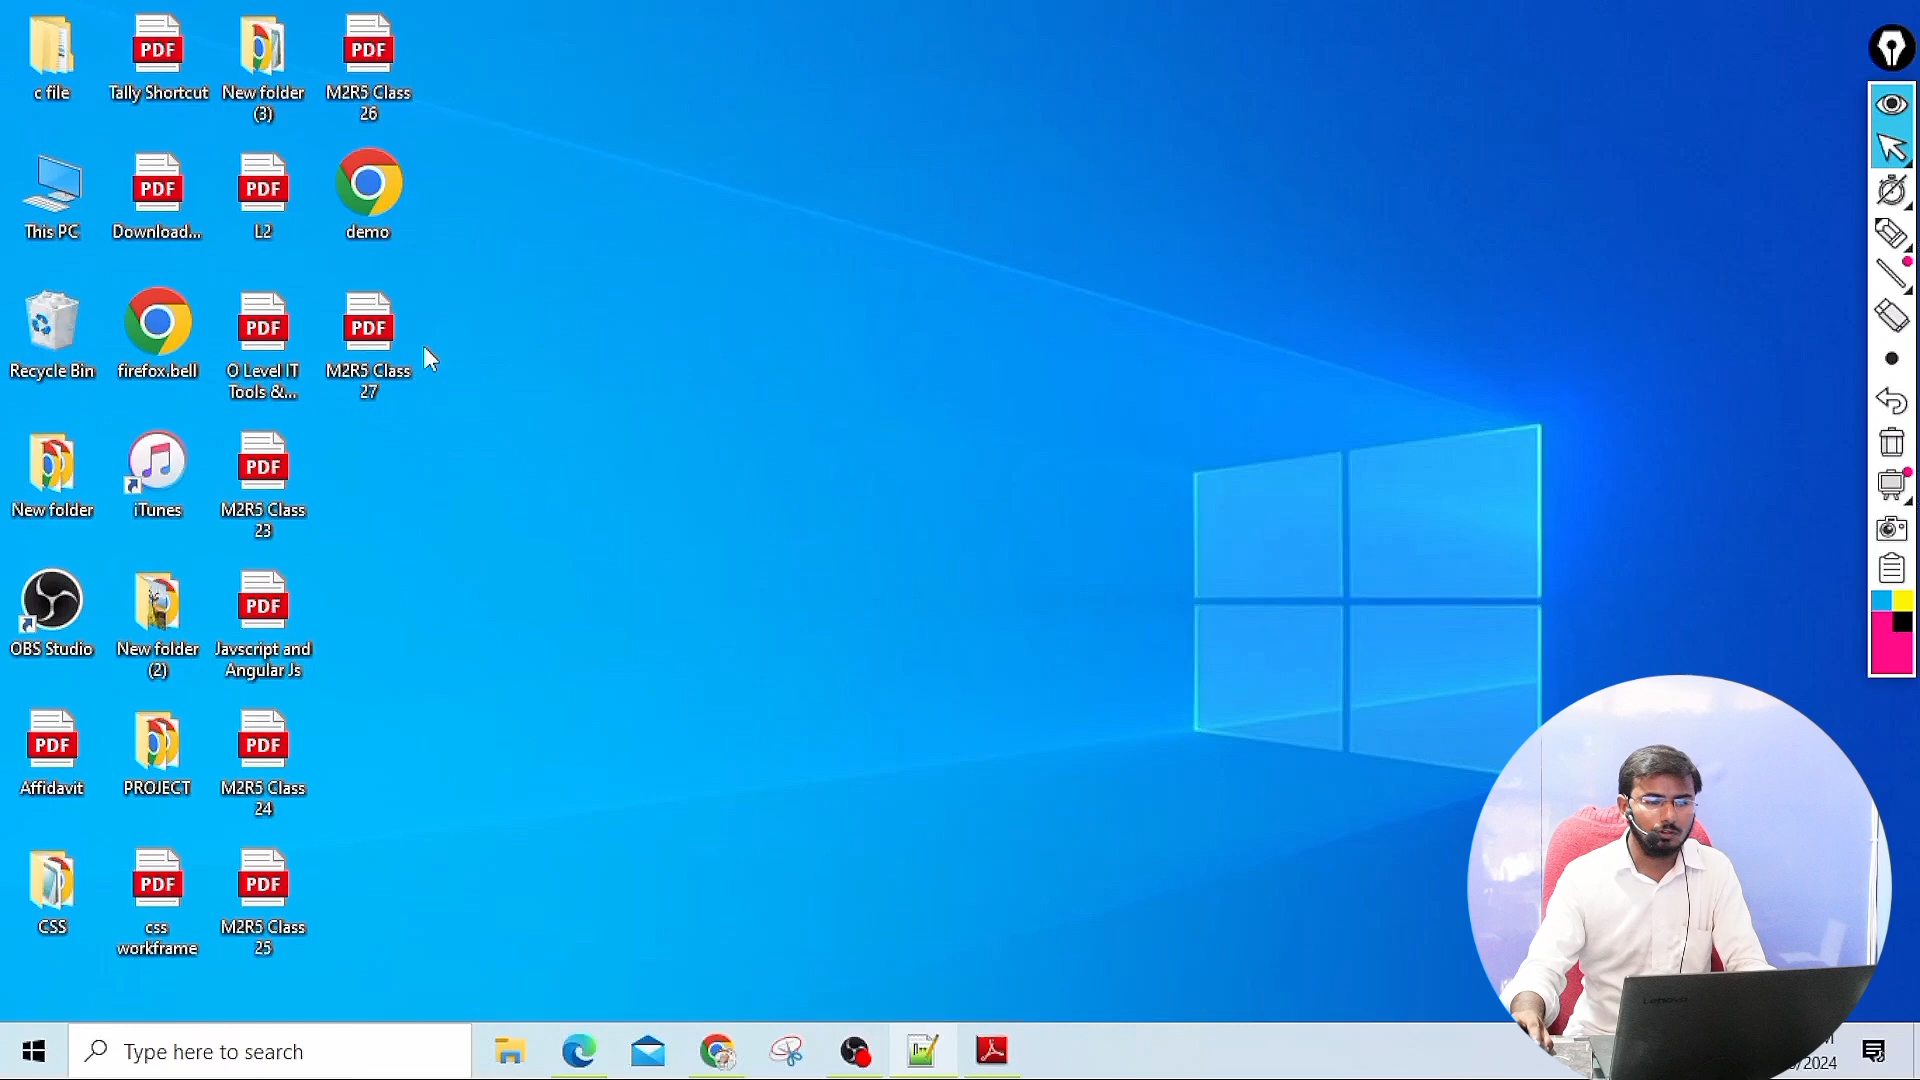 c file
Tally Shortcut
New folder
(3)
M2R5 Class
26
This PC
Download...
L2
demo
Recycle Bin
firefox.bell
O Level IT
Tools &...
M2R5 Class
27
New folder
iTunes
M2R5 Class
23
OBS Studio
New folder
(2)
Javscript and
Angular Js
Affidavit
PROJECT
M2R5 Class
24
CSS
css
workframe
M2R5 Class
25
PDF
PDF
PDF
PDF
PDF
PDF
PDF
PDF
PDF
PDF
PDF
PDF
PDF
Lenovo
Type here to search
/2024